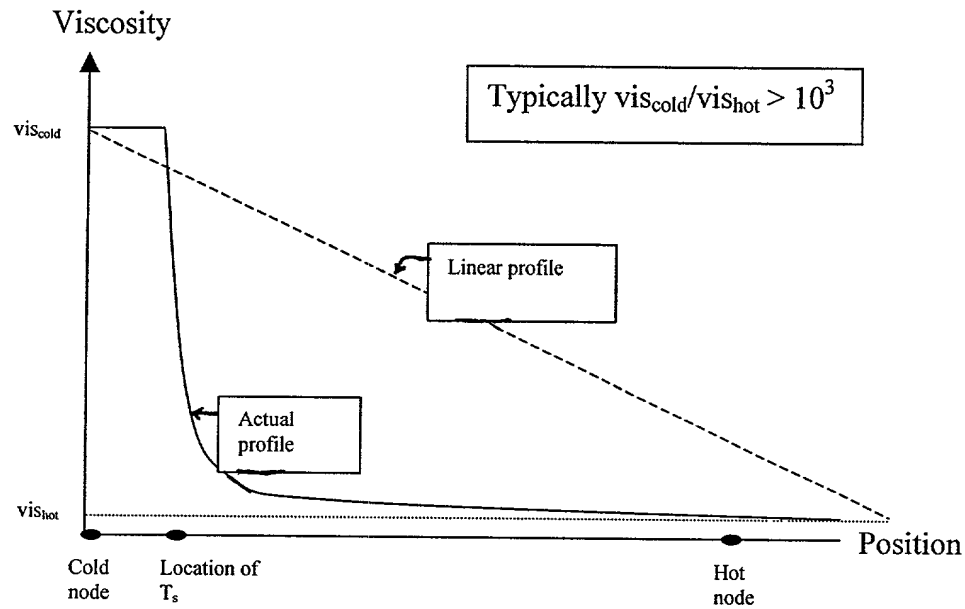 Viscosity
Typically vis_cold/vis_hot > 10^3
vis_cold
Linear profile
Actual
profile
vis_hot
Position
Cold
node
Location of
T_s
Hot
node